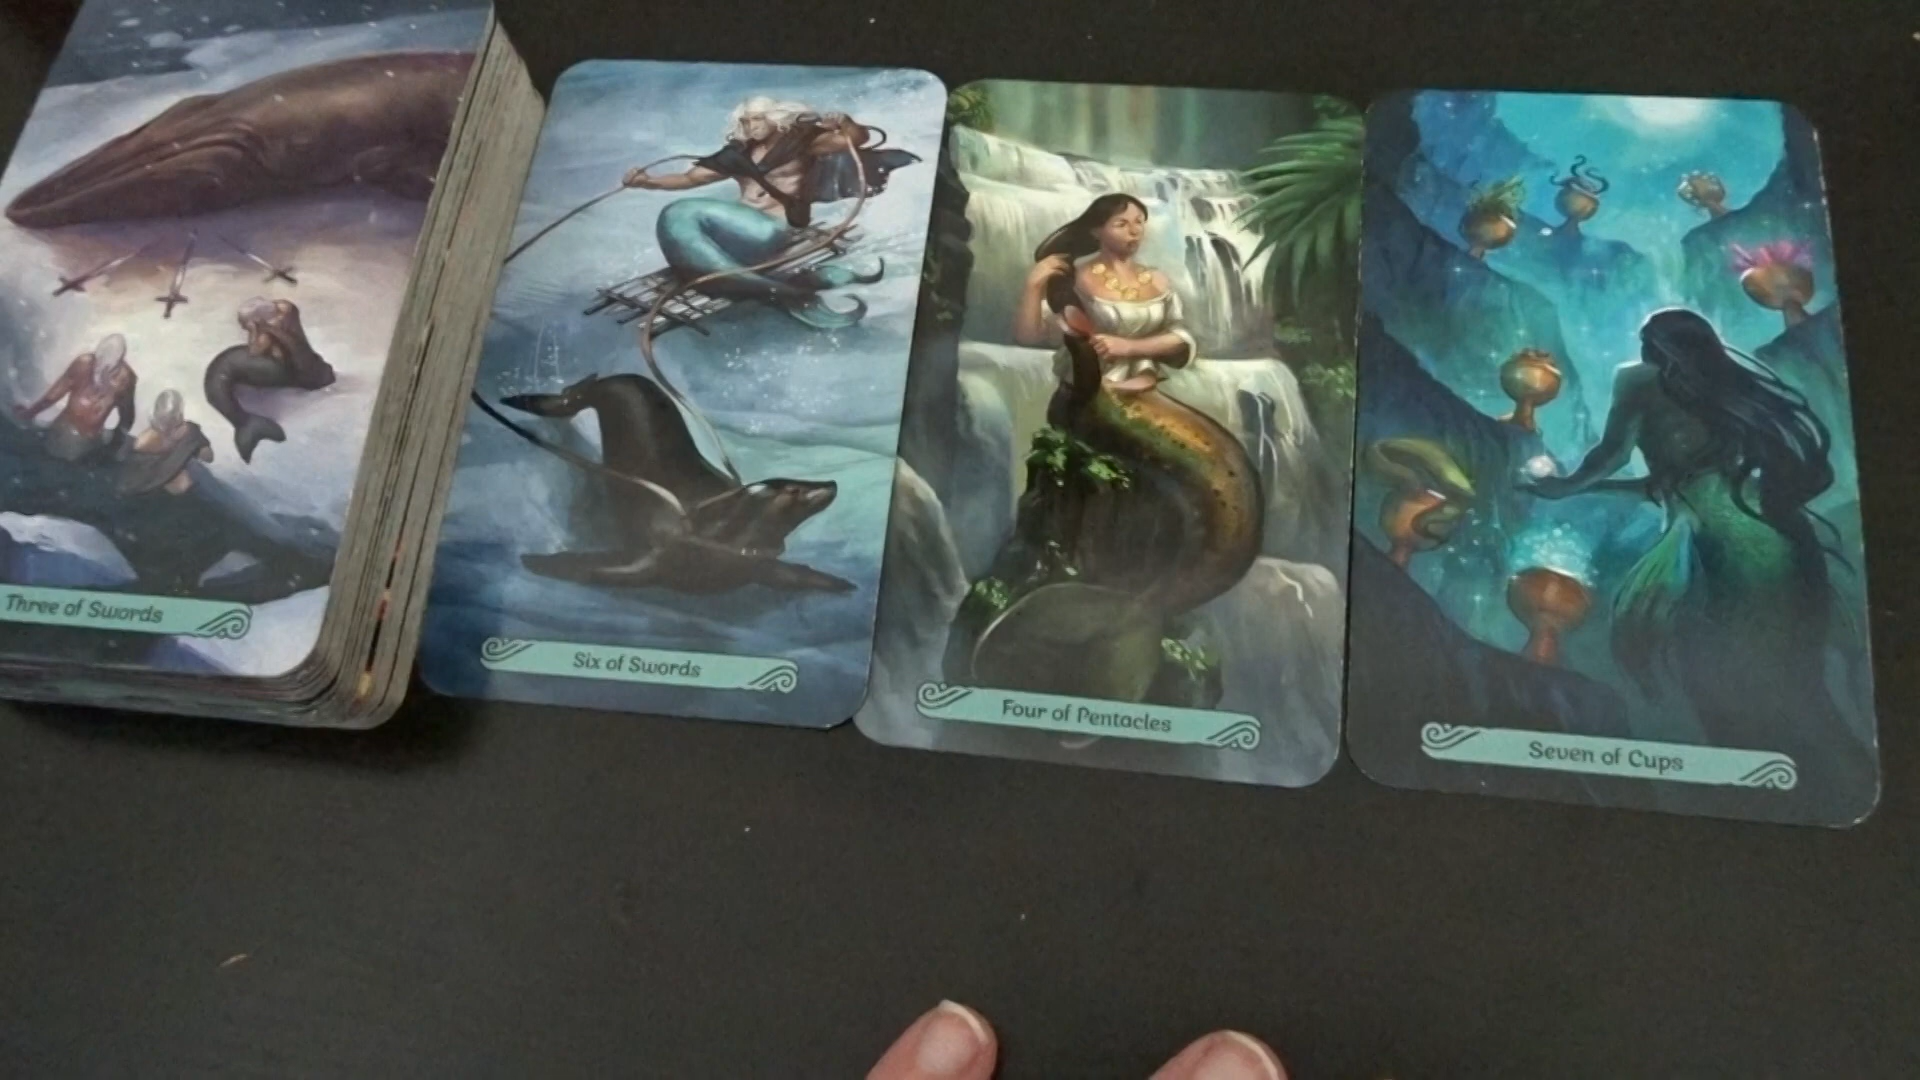 Three of Swords
Six of Swords
Four of Pentacles
Seven of Cups